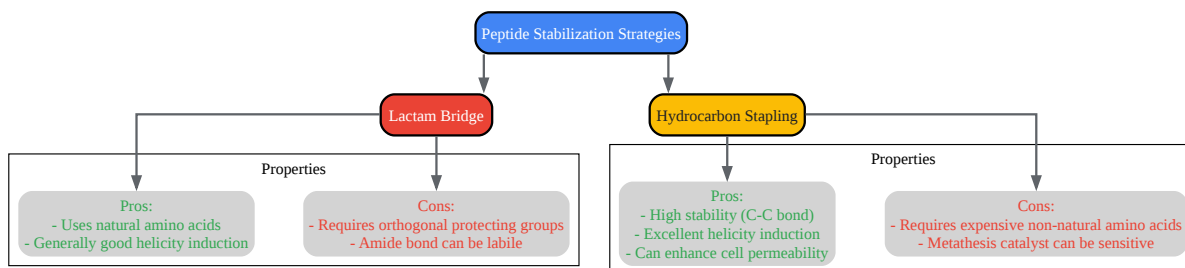 Peptide Stabilization Strategies
Lactam Bridge
Hydrocarbon Stapling
Properties
Pros:
- Uses natural amino acids
- Generally good helicity induction
Cons:
- Requires orthogonal protecting groups
- Amide bond can be labile
Properties
Pros:
- High stability (C-C bond)
- Excellent helicity induction
- Can enhance cell permeability
Cons:
- Requires expensive non-natural amino acids
- Metathesis catalyst can be sensitive